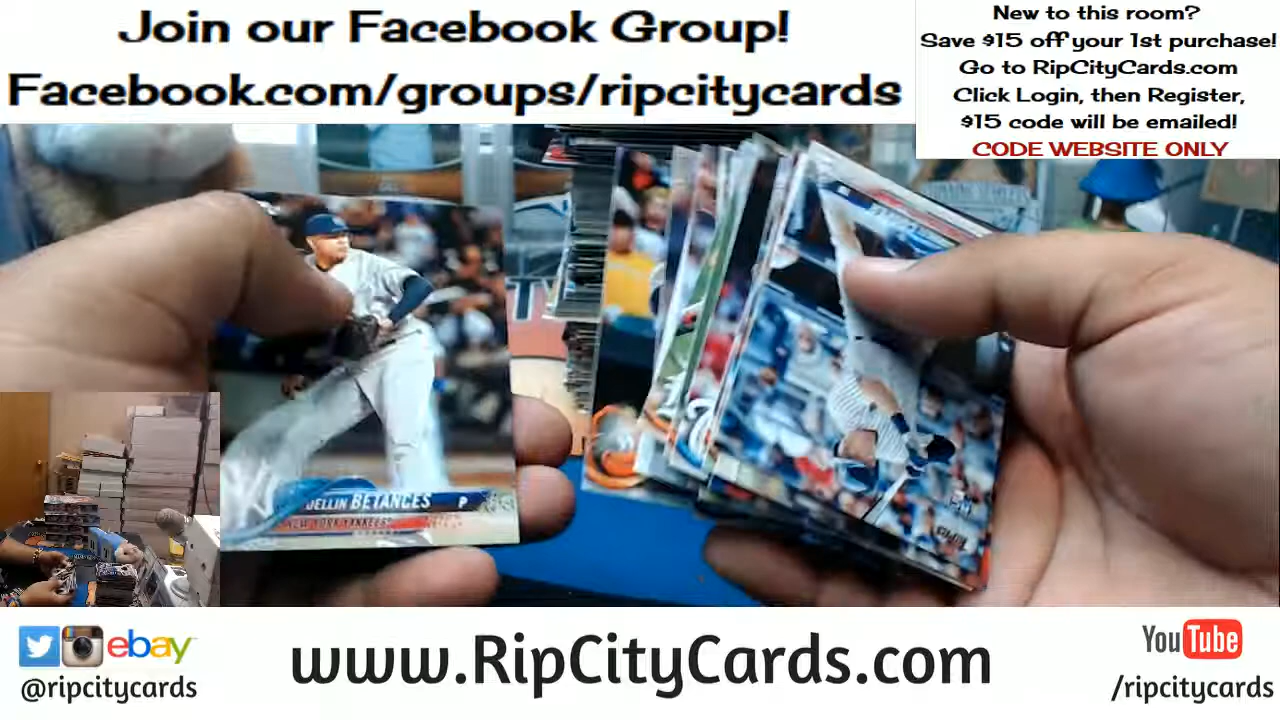 Join our Facebook Group!
Facebook.com/groups/ripcitycards
New to this room?
Save $15 off your 1st purchase!
Go to RipCityCards.com
Click Login, then Register,
$15 code will be emailed!
CODE WEBSITE ONLY
DELLIN BETANCES P
NEW YORK YANKEES
ebay
@ripcitycards
www.RipCityCards.com
YouTube
/ripcitycards